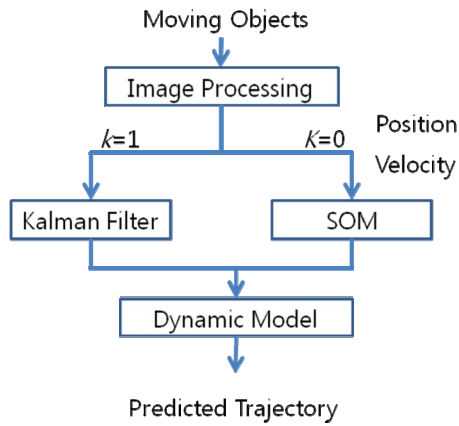 Moving Objects
Image Processing
k=1
K=0
Position
Velocity
Kalman Filter
SOM
Dynamic Model
Predicted Trajectory